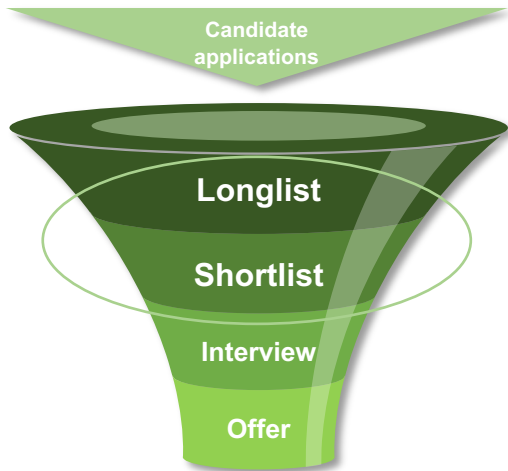 Candidate
applications
Longlist
Shortlist
Interview
Offer